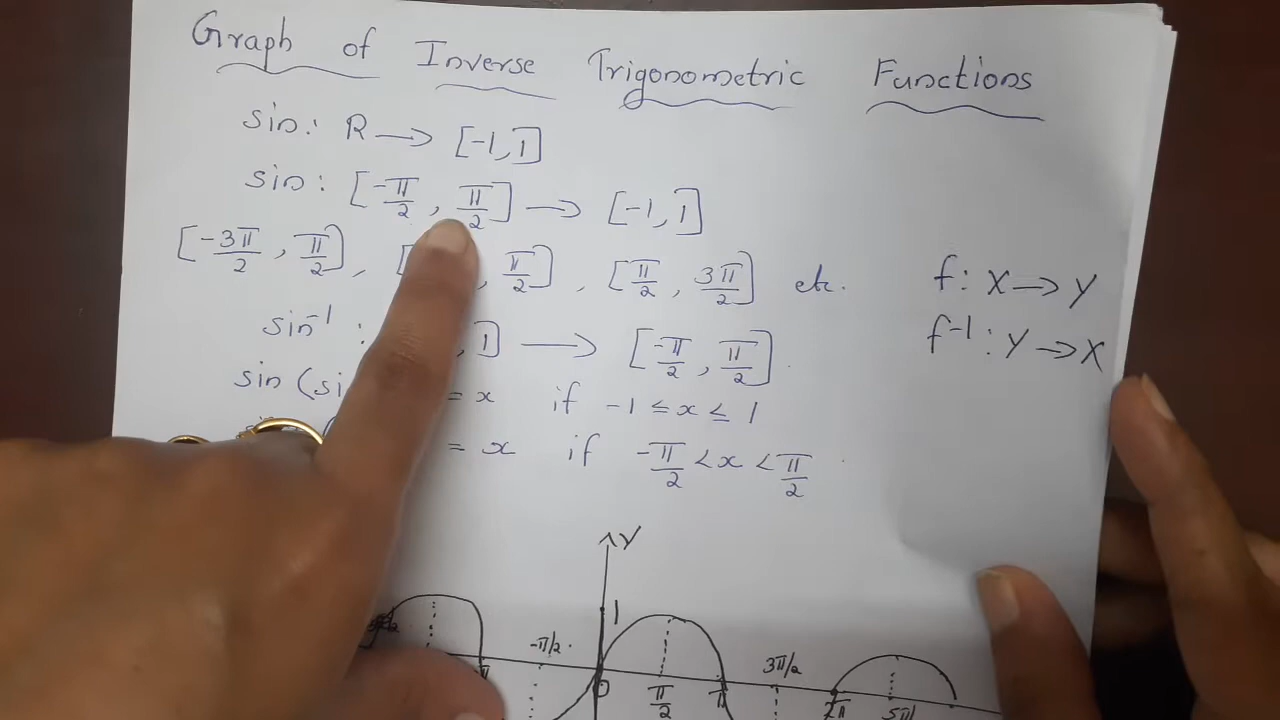 Graph of Inverse Trigonometric Functions
sin: R → [-1, 1]
sin: [-π/2, π/2] → [-1, 1]
[-3π/2, π/2], [ , π/2], [π/2, 3π/2] etc.
f: X → Y
sin⁻¹ : , 1] → [-π/2, π/2].
f⁻¹: Y → X
sin (si = x if -1 ≤ x ≤ 1
= x if -π/2 < x < π/2
Y
1
-π/2
3π/2
0
π/2
π
2π
5π/